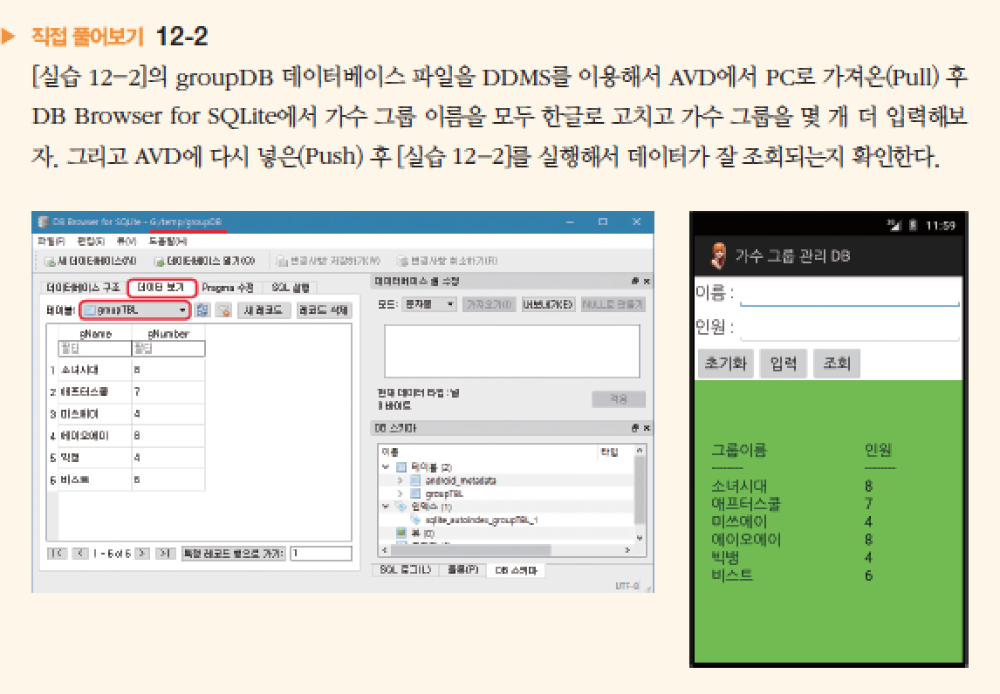 ▶ 직접 풀어보기 12-2
[실습 12-2]의 groupDB 데이터베이스 파일을 DDMS를 이용해서 AVD에서 PC로 가져온(Pull) 후
DB Browser for SQLite에서 가수 그룹 이름을 모두 한글로 고치고 가수 그룹을 몇 개 더 입력해보
자. 그리고 AVD에 다시 넣은(Push) 후 [실습 12-2]를 실행해서 데이터가 잘 조회되는지 확인한다.
DB Browser for SQLite - G:/temp/groupDB
파일(F) 편집(E) 뷰(V) 도움말(H)
새 데이터베이스(N) 데이터베이스 열기(O) 변경사항 저장하기(W) 변경사항 취소하기(R)
데이터베이스 구조 데이터 보기 Pragma 수정 SQL 실행
테이블: groupTBL 새 레코드 레코드 삭제
gName gNumber
필터 필터
1 소녀시대 8
2 애프터스쿨 7
3 미쓰에이 4
4 에이오에이 8
5 빅뱅 4
6 비스트 6
1 - 6 of 6 특정 레코드 행으로 가기: 1
데이터베이스 셀 수정
모드: 문자열 가져오기(I) 내보내기(E) NULL로 만들기
현재 데이터 타입: 널
0 바이트
적용
DB 스키마
이름 타입
테이블 (2)
android_metadata
groupTBL
인덱스 (1)
sqlite_autoindex_groupTBL_1
뷰 (0)
SQL 로그(L) 플롯(P) DB 스키마
UTF-8
3G 11:59
가수 그룹 관리 DB
이름 :
인원 :
초기화 입력 조회
그룹이름 인원
-------- --------
소녀시대 8
애프터스쿨 7
미쓰에이 4
에이오에이 8
빅뱅 4
비스트 6